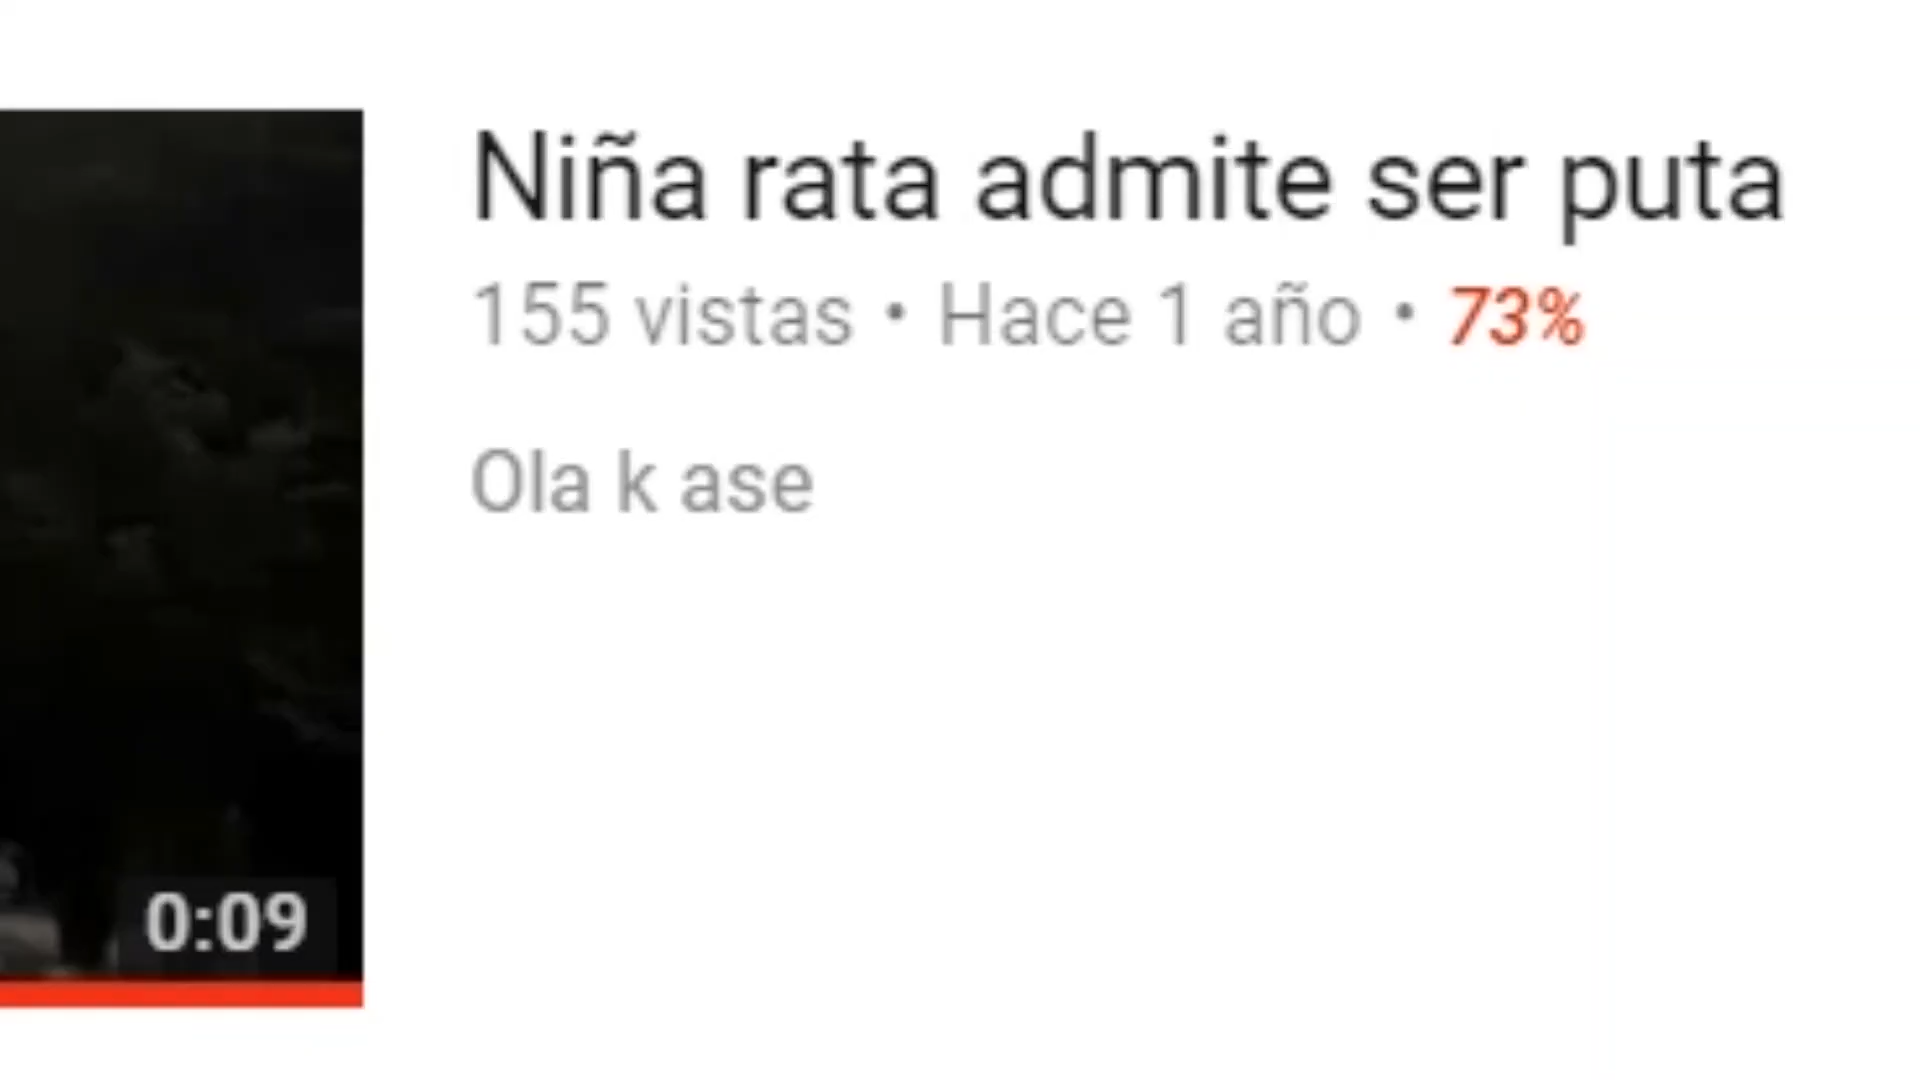 Niña rata admite ser puta
155 vistas • Hace 1 año • 73%
Ola k ase
0:09